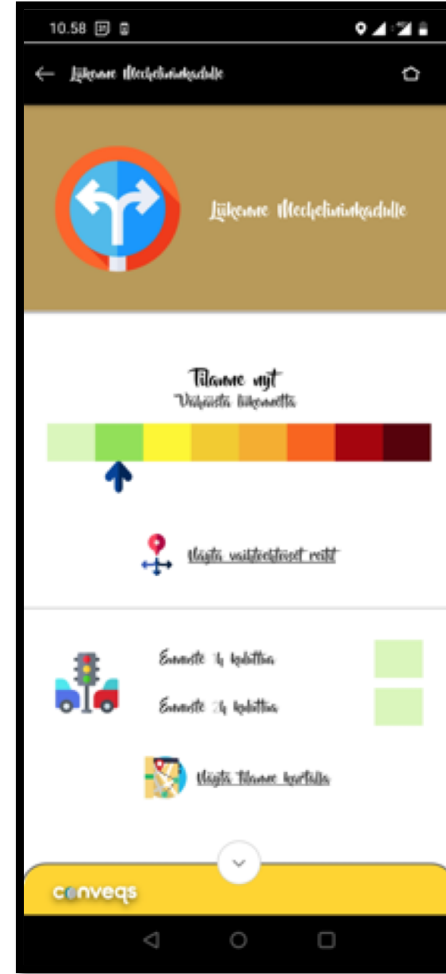 10.58
Liikenne Mechelininkadulle
Liikenne Mechelininkadulle
Tilanne nyt
Vähäistä liikennettä
Näytä vaihtoehtoiset reitit
Ennuste 1h kuluttua
Ennuste 2h kuluttua
Näytä tilanne kartalla
conveqs